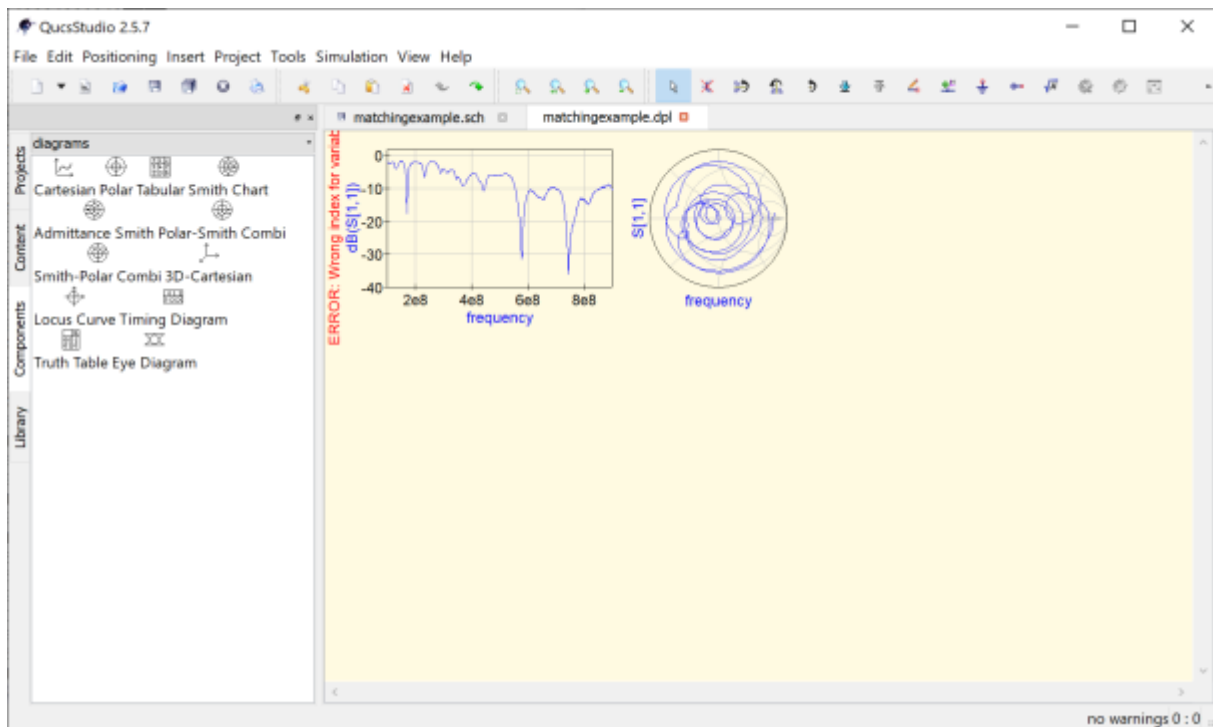 QucsStudio 2.5.7
File Edit Positioning Insert Project Tools Simulation View Help
matchingexample.sch
matchingexample.dpl
Projects
Content
Components
Library
diagrams
Cartesian Polar Tabular Smith Chart
Admittance Smith Polar-Smith Combi
Smith-Polar Combi 3D-Cartesian
Locus Curve Timing Diagram
Truth Table Eye Diagram
ERROR: Wrong index for variab
dB(S[1,1])
0
-10
-20
-30
-40
2e8 4e8 6e8 8e8
frequency
S[1,1]
frequency
no warnings 0 : 0